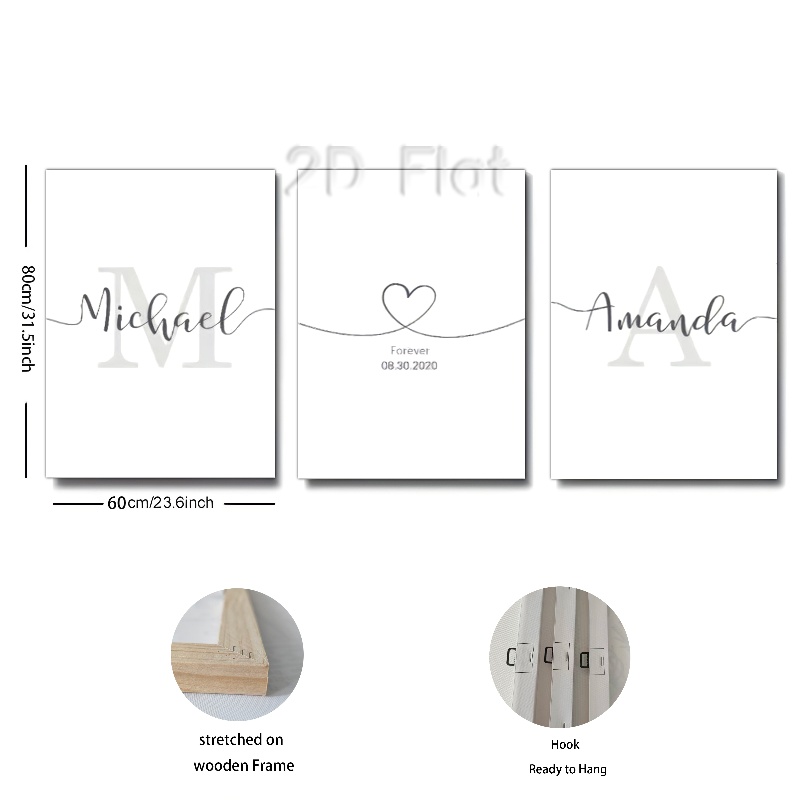 2D Flat
80cm/31.5inch
M
Michael
Forever
08.30.2020
A
Amanda
60cm/23.6inch
stretched on
wooden Frame
Hook
Ready to Hang